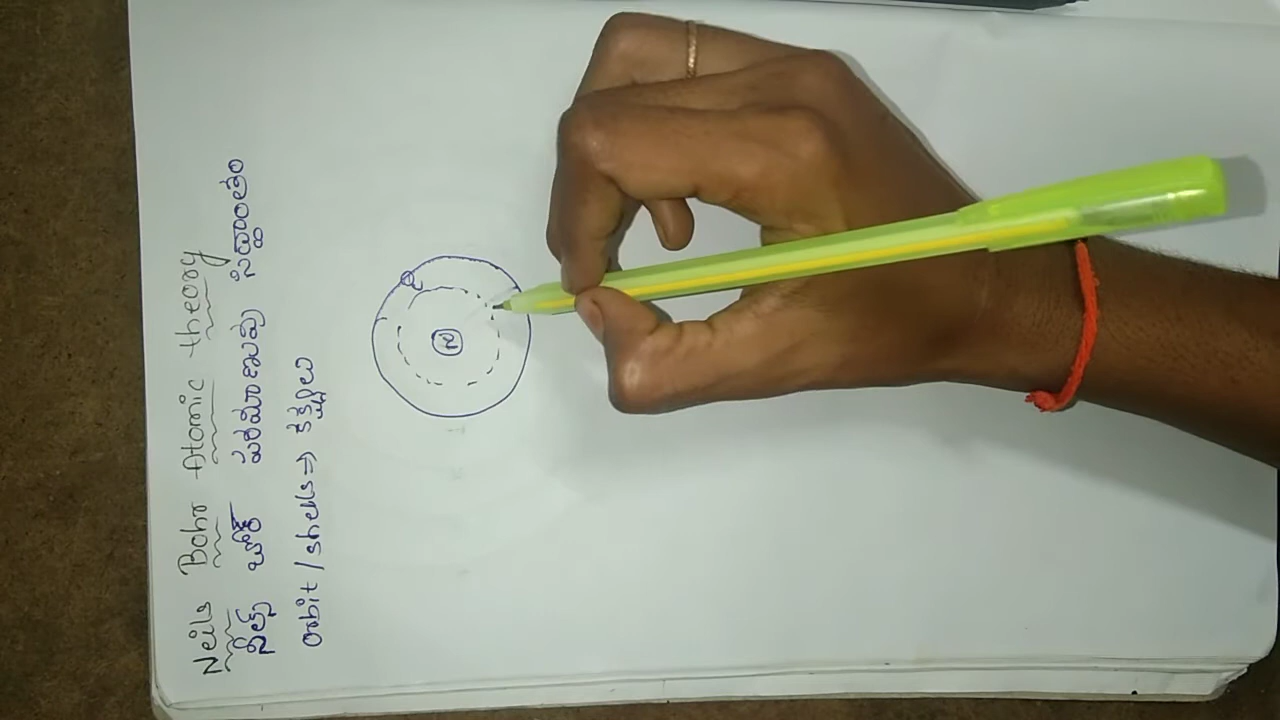 Neils Bohr Atomic theory
నీల్స్ బోర్ పరమాణువు సిద్ధాంతం
orbit / shells => కక్ష్యలు
N